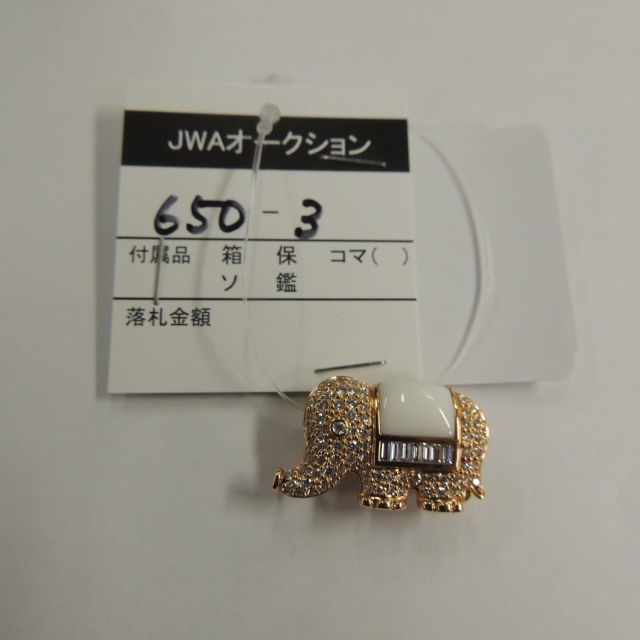 JWAオークション
650-3
付属品 箱 保 コマ( )
ソ 鑑
落札金額